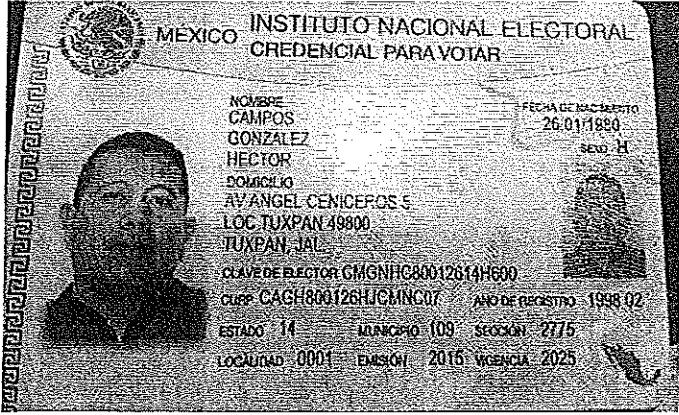 MÉXICO INSTITUTO NACIONAL ELECTORAL
CREDENCIAL PARA VOTAR
NOMBRE
CAMPOS
GONZALEZ
HECTOR
FECHA DE NACIMIENTO
26/01/1980
SEXO H
DOMICILIO
AV ANGEL CENICEROS 5
LOC TUXPAN 49800
TUXPAN, JAL.
CLAVE DE ELECTOR CMGNHC80012614H600
CURP CAGH800126HJCMNC07 AÑO DE REGISTRO 1998 02
ESTADO 14 MUNICIPIO 109 SECCIÓN 2775
LOCALIDAD 0001 EMISIÓN 2015 VIGENCIA 2025